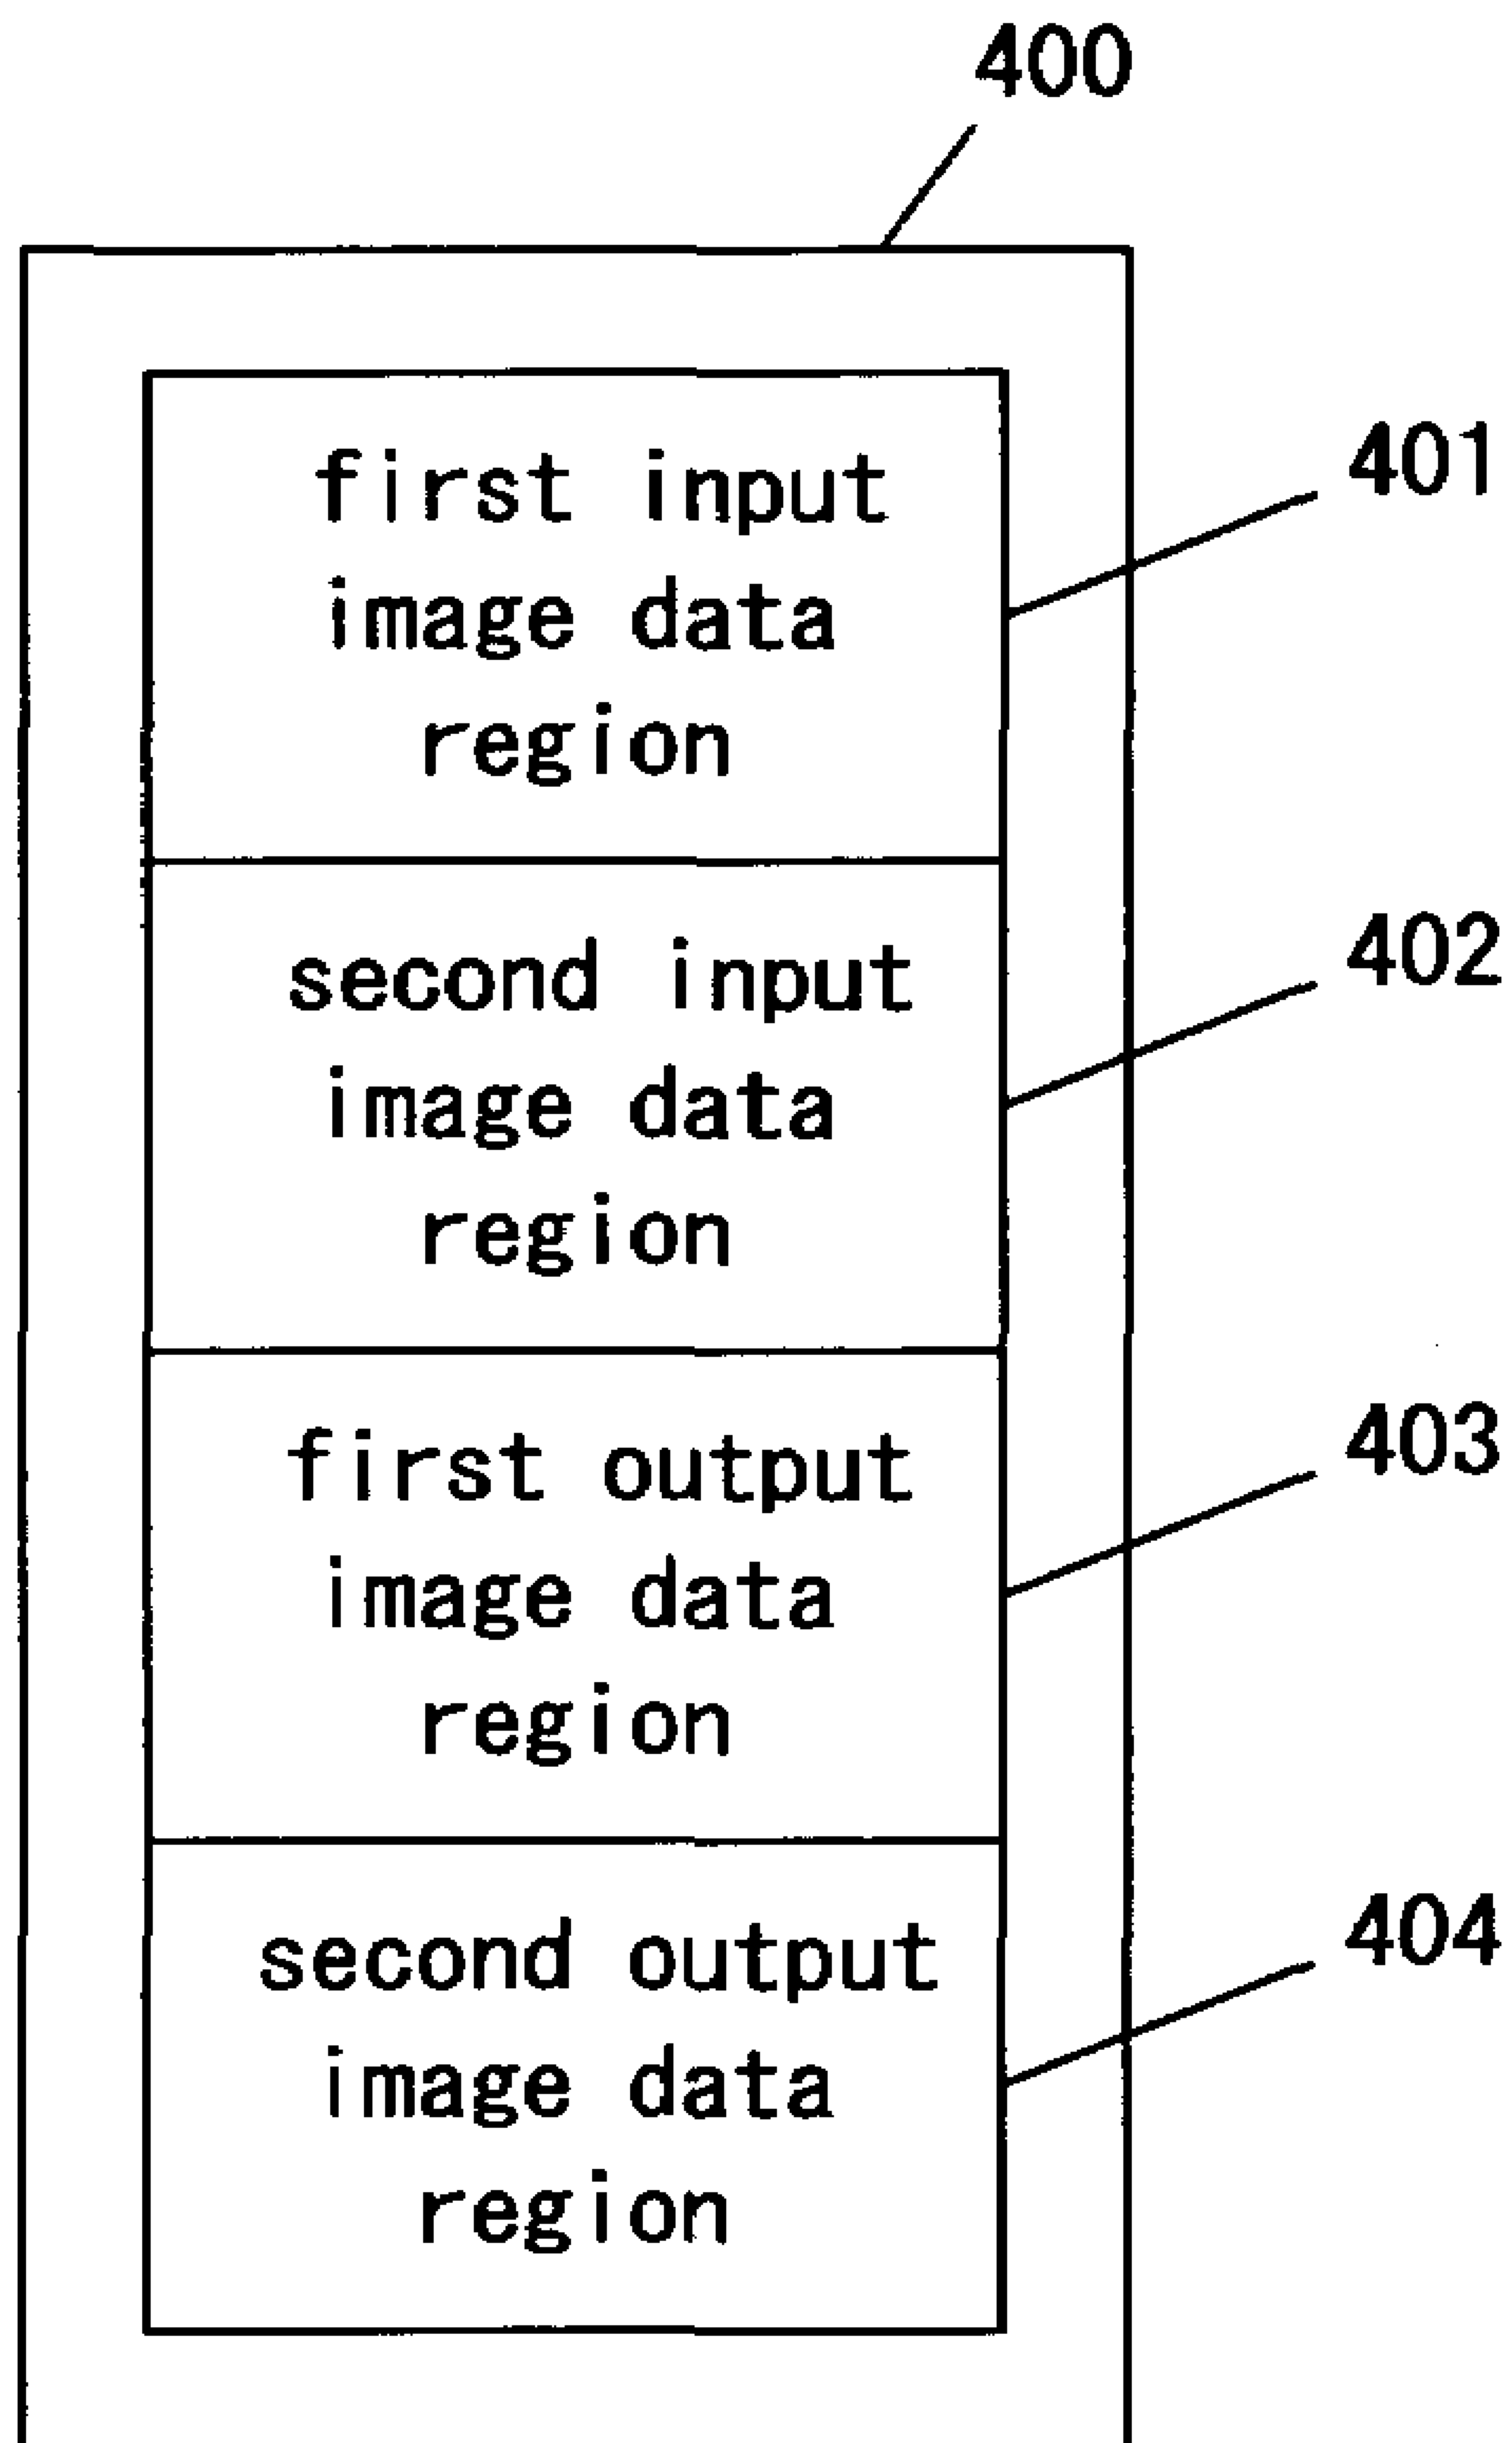 400
first input
image data
region
401
second input
image data
region
402
first output
image data
region
403
second output
image data
region
404